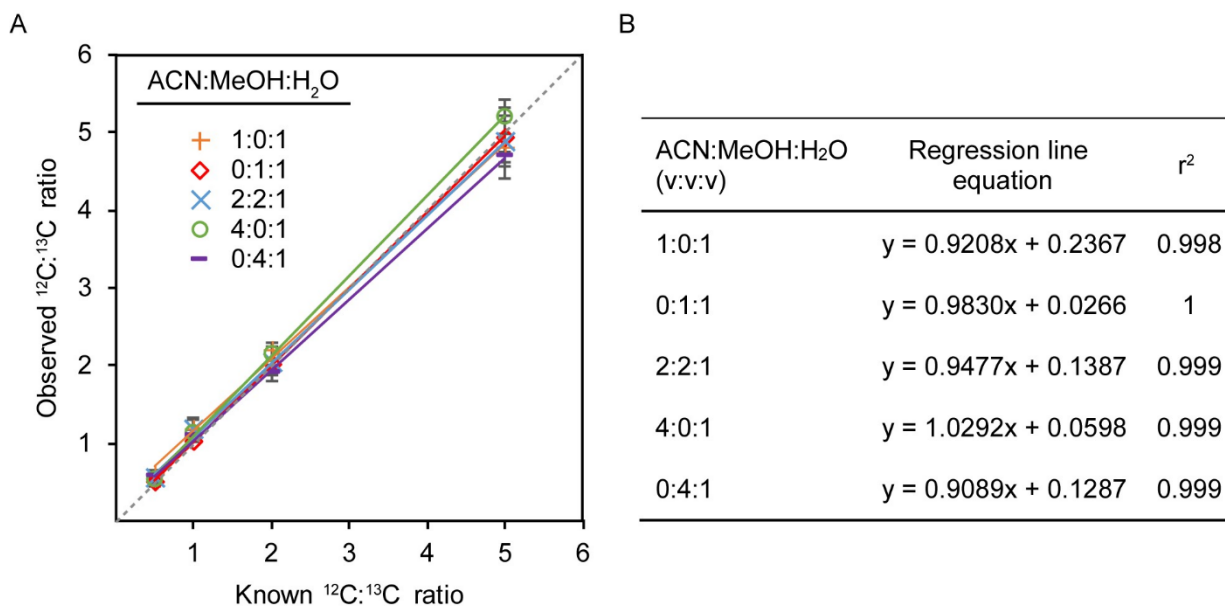 A
ACN:MeOH:H₂O
1:0:1
0:1:1
2:2:1
4:0:1
0:4:1
6
5
4
3
2
1
1 2 3 4 5 6
Observed ¹²C:¹³C ratio
Known ¹²C:¹³C ratio
B
ACN:MeOH:H₂O (v:v:v) Regression line equation r²
1:0:1 y = 0.9208x + 0.2367 0.998
0:1:1 y = 0.9830x + 0.0266 1
2:2:1 y = 0.9477x + 0.1387 0.999
4:0:1 y = 1.0292x + 0.0598 0.999
0:4:1 y = 0.9089x + 0.1287 0.999